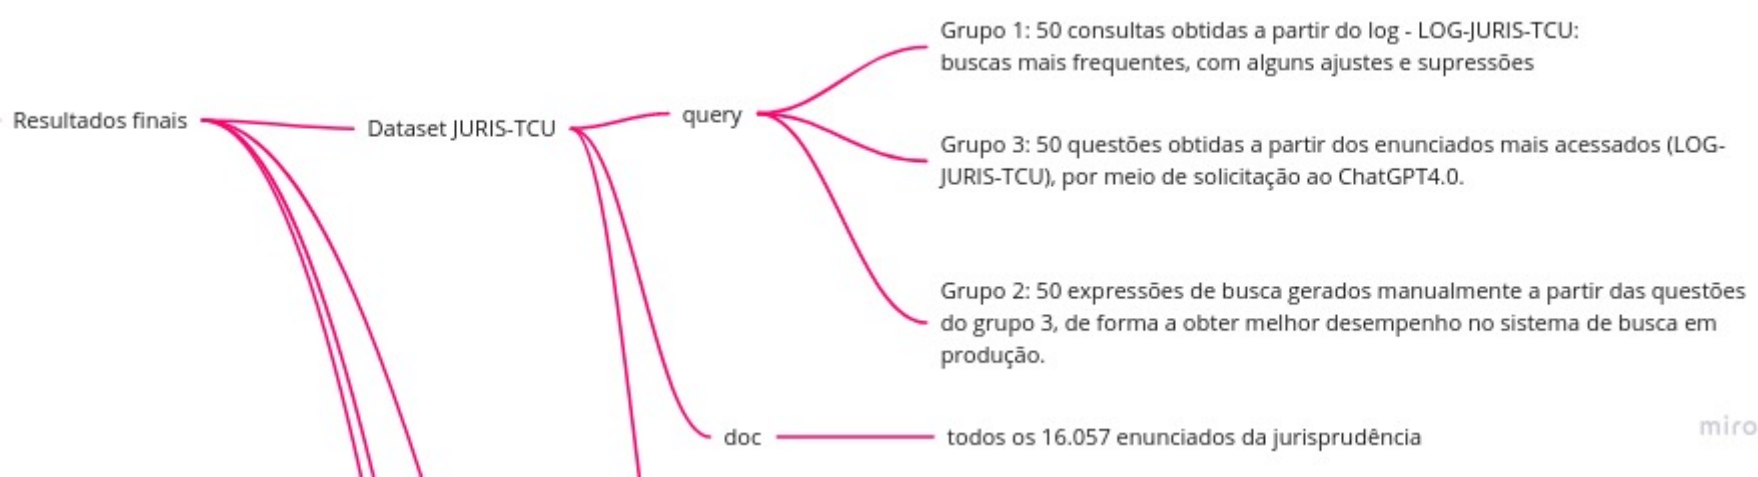 Grupo 1: 50 consultas obtidas a partir do log - LOG-JURIS-TCU:
buscas mais frequentes, com alguns ajustes e supressões
Resultados finais
Dataset JURIS-TCU
query
Grupo 3: 50 questões obtidas a partir dos enunciados mais acessados (LOG-
JURIS-TCU), por meio de solicitação ao ChatGPT4.0.
Grupo 2: 50 expressões de busca gerados manualmente a partir das questões
do grupo 3, de forma a obter melhor desempenho no sistema de busca em
produção.
doc
todos os 16.057 enunciados da jurisprudência
miro